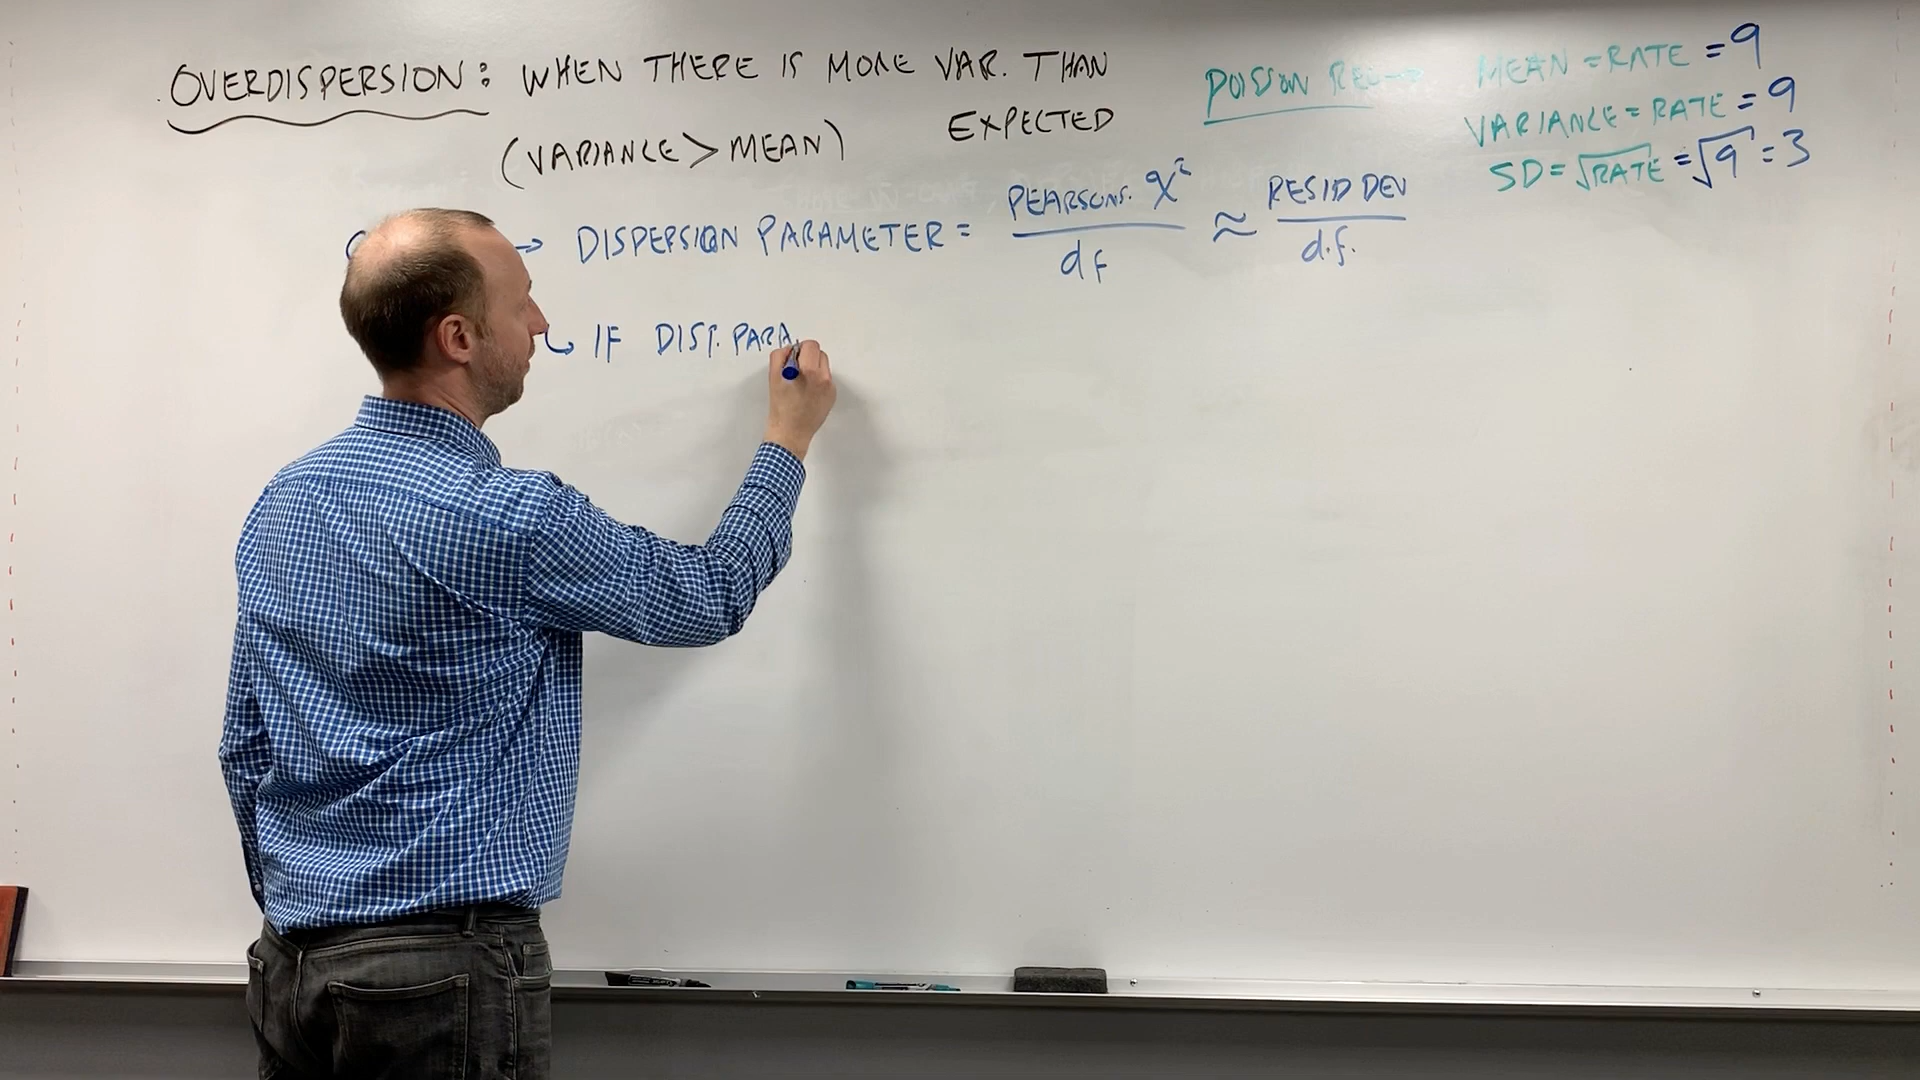 OVERDISPERSION: WHEN THERE IS MORE VAR. THAN
EXPECTED
(VARIANCE > MEAN)
POISSON
MEAN = RATE = 9
VARIANCE = RATE = 9
SD = √RATE = √9 = 3
→ DISPERSION PARAMETER = PEARSONS. χ² / df ≈ RESID DEV / d.f.
↳ IF DISP. PARA